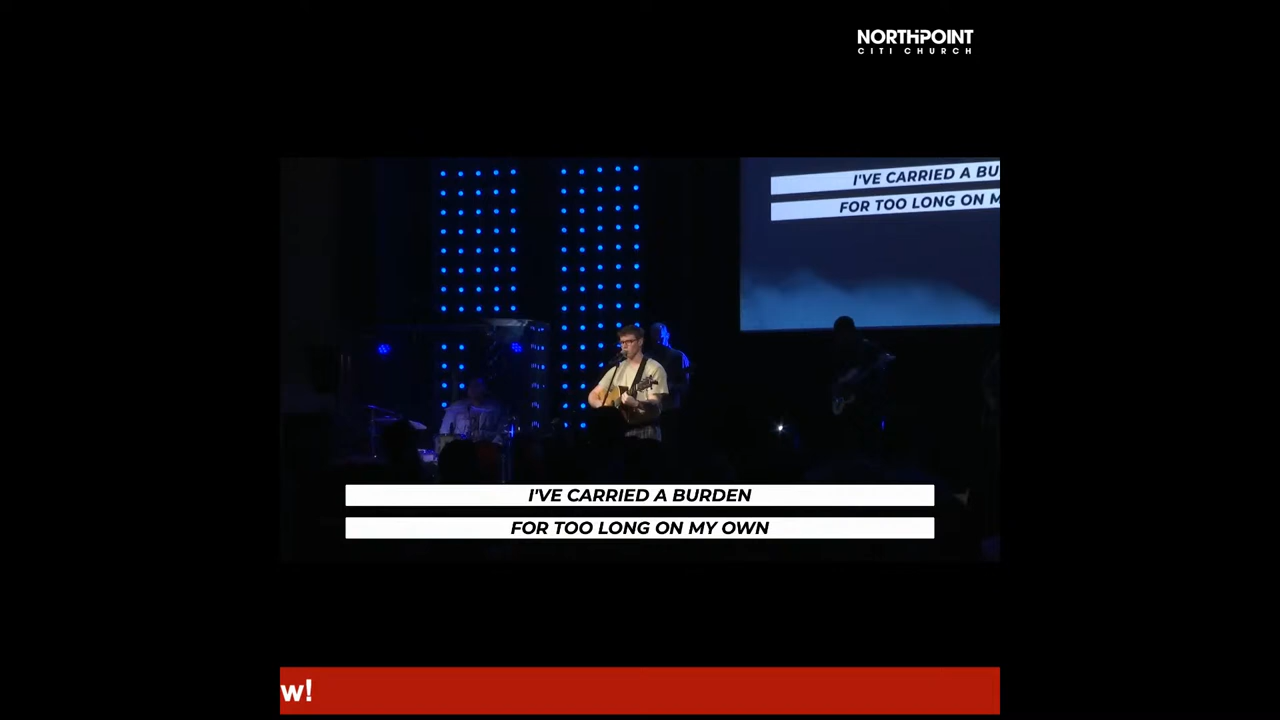 NORTHPOINT
CITI CHURCH
I'VE CARRIED A BU
FOR TOO LONG ON M
I'VE CARRIED A BURDEN
FOR TOO LONG ON MY OWN
w!